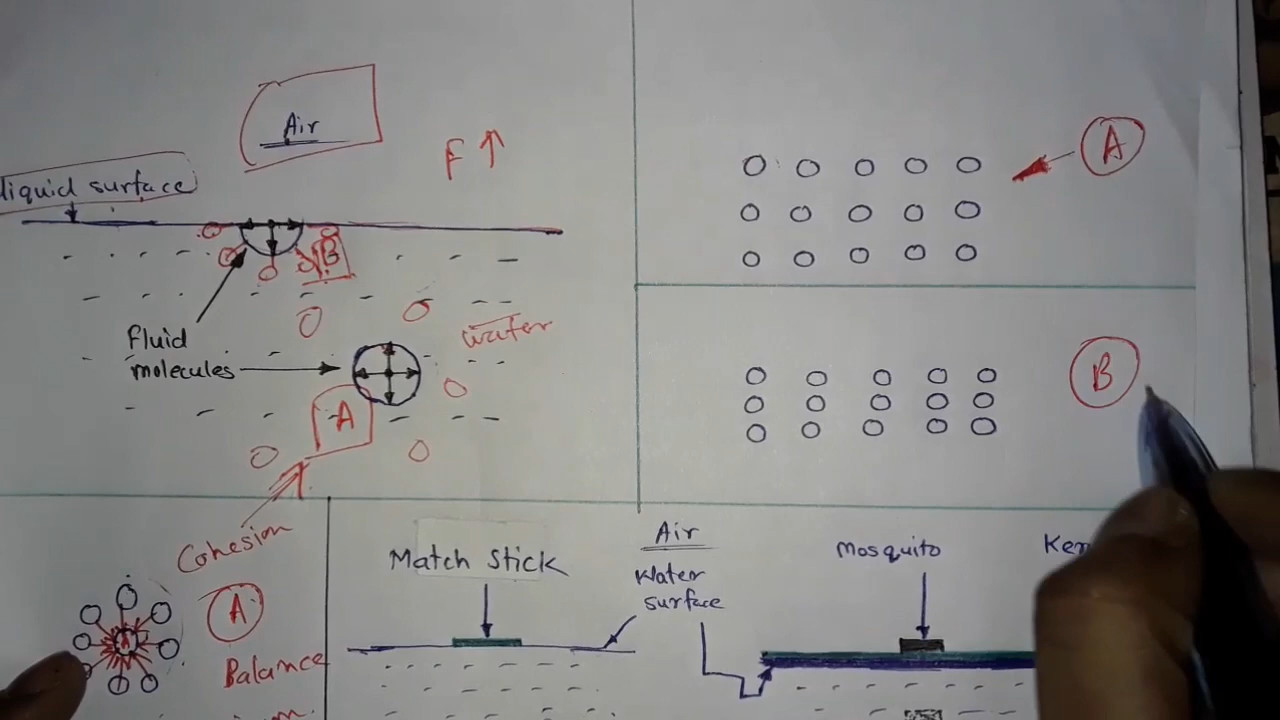 Air
F ↑
liquid surface
B
Fluid
molecules
water
A
Cohesion
A
A
Balance
A
B
Match Stick
Air
Water
surface
Mosquito